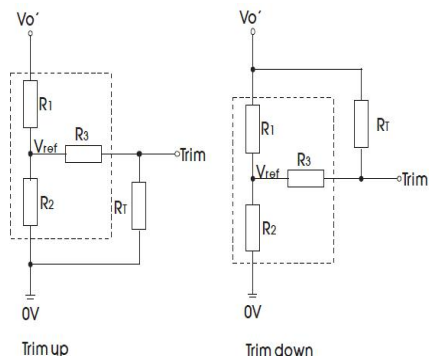 Vo´
R1
Vref
R3
Trim
R2
RT
0V
Trim up
Vo´
R1
RT
Vref
R3
Trim
R2
0V
Trim down